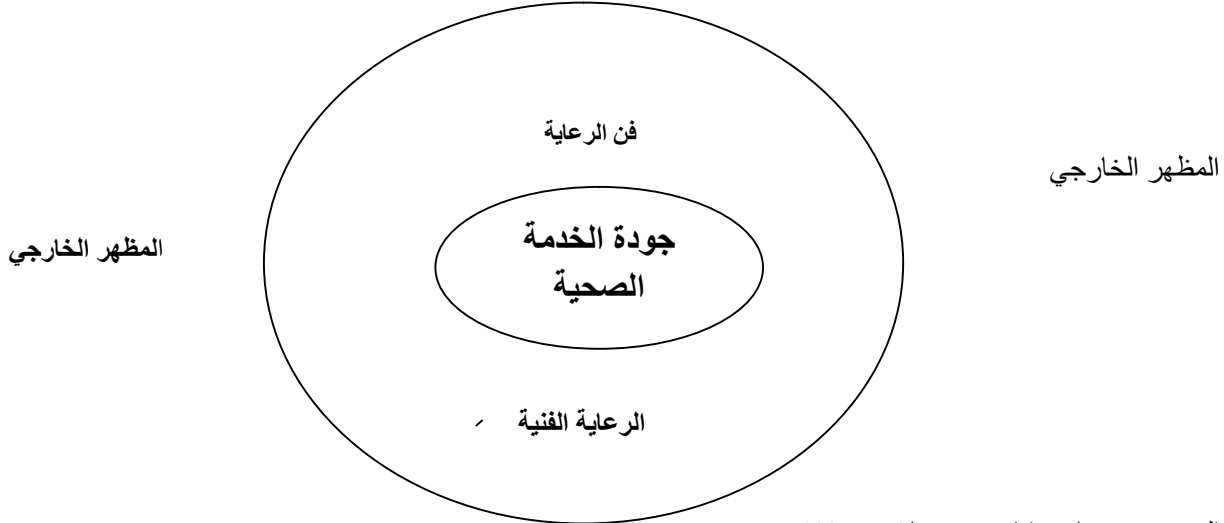 فن الرعاية
المظهر الخارجي
جودة الخدمة
الصحية
المظهر الخارجي
الرعاية الفنية